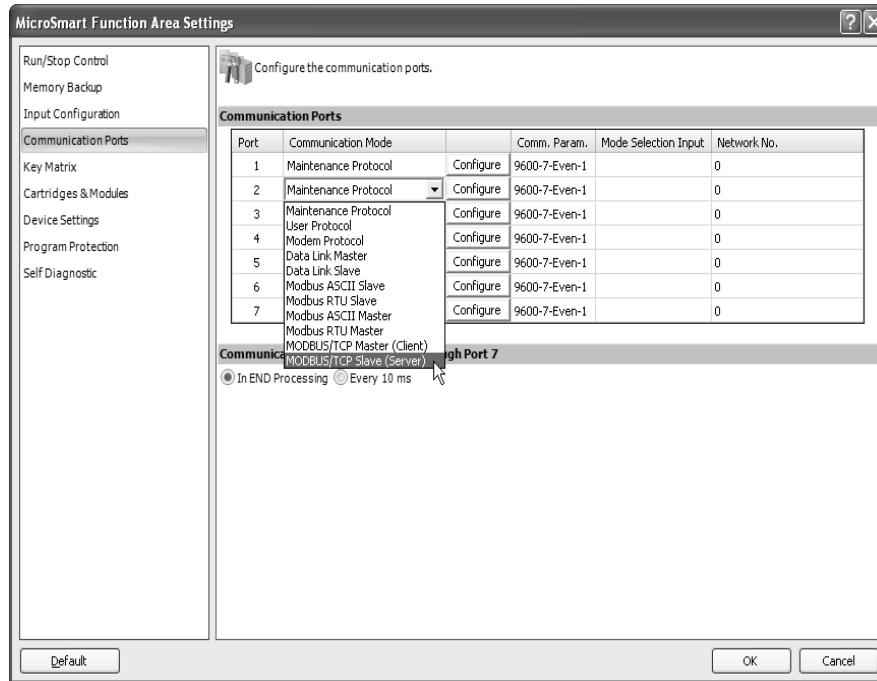 MicroSmart Function Area Settings
Run/Stop Control
Memory Backup
Input Configuration
Communication Ports
Key Matrix
Cartridges & Modules
Device Settings
Program Protection
Self Diagnostic
Configure the communication ports.
Communication Ports
Port Communication Mode Comm. Param. Mode Selection Input Network No.
1 Maintenance Protocol Configure 9600-7-Even-1 0
2 Maintenance Protocol Configure 9600-7-Even-1 0
3 Configure 9600-7-Even-1 0
4 Configure 9600-7-Even-1 0
5 Configure 9600-7-Even-1 0
6 Configure 9600-7-Even-1 0
7 Configure 9600-7-Even-1 0
Maintenance Protocol
User Protocol
Modem Protocol
Data Link Master
Data Link Slave
Modbus ASCII Slave
Modbus RTU Slave
Modbus ASCII Master
Modbus RTU Master
MODBUS/TCP Master (Client)
MODBUS/TCP Slave (Server)
Port 7
In END Processing Every 10 ms
Default OK Cancel